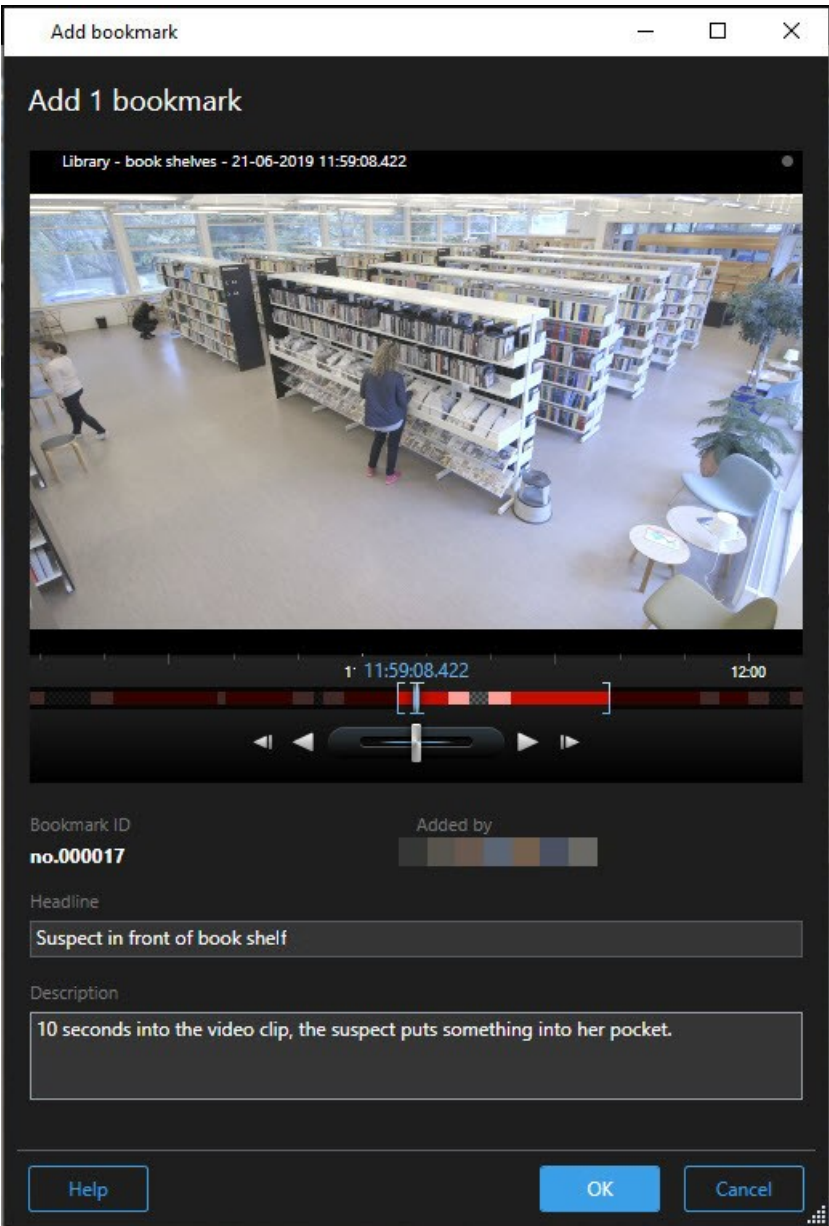 Add bookmark
Add 1 bookmark
Library - book shelves - 21-06-2019 11:59:08.422
11:59:08.422
12:00
Bookmark ID
Added by
no.000017
Headline
Suspect in front of book shelf
Description
10 seconds into the video clip, the suspect puts something into her pocket.
Help
OK
Cancel